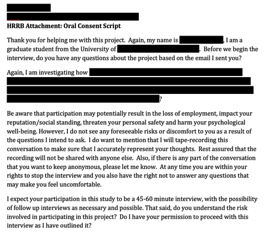 HRRB Attachment: Oral Consent Script
Thank you for helping me with this project. Again, my name is I am a
graduate student from the University of Before we begin the
interview, do you have any questions about the project based on the email I sent you?
Again, I am investigating how
?
Be aware that participation may potentially result in the loss of employment, impact your
reputation/social standing, threaten your personal safety and harm your psychological
well-being. However, I do not see any foreseeable risks or discomfort to you as a result of
the questions I intend to ask. I do want to mention that I will tape-recording this
conversation to make sure that I accurately represent your thoughts. Rest assured that the
recording will not be shared with anyone else. Also, if there is any part of the conversation
that you want to keep anonymous, please let me know. At any time you are within your
rights to stop the interview and you also have the right not to answer any questions that
may make you feel uncomfortable.
I expect your participation in this study to be a 45-60 minute interview, with the possibility
of follow up interviews as necessary and possible. That said, do you understand the risk
involved in participating in this project? Do I have your permission to proceed with this
interview as I have outlined it?